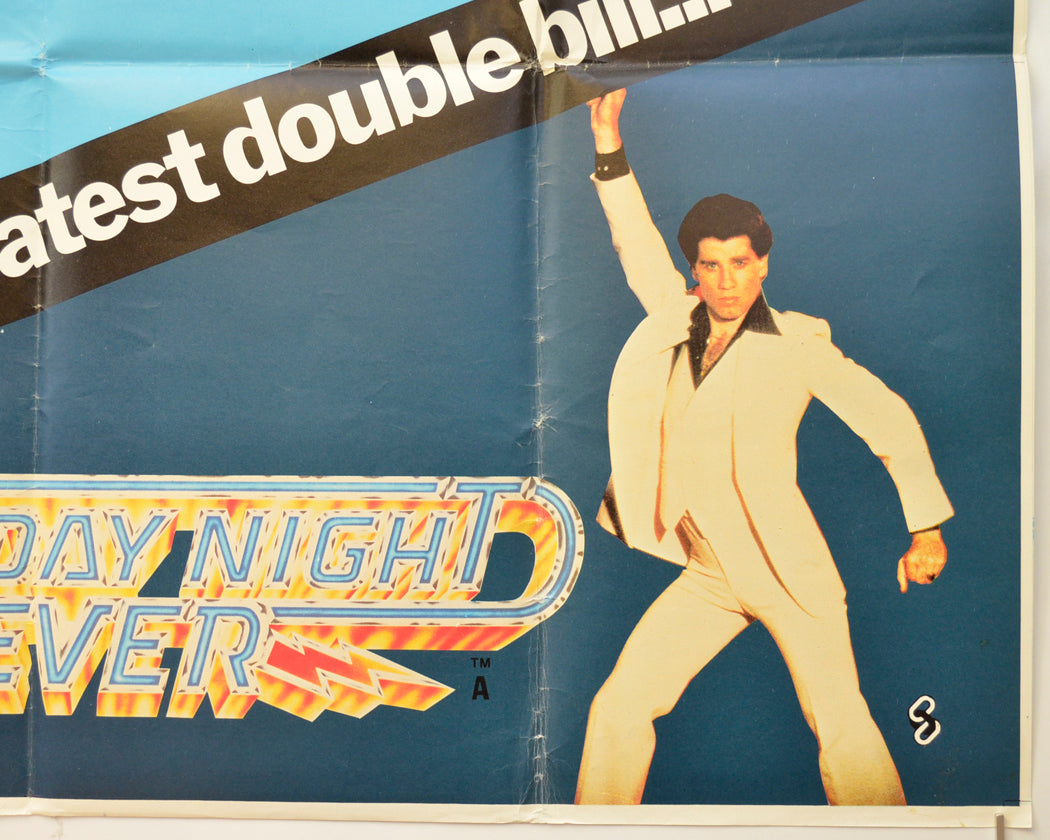 atest double bill...
DAY NIGHT
EVER
TM
A